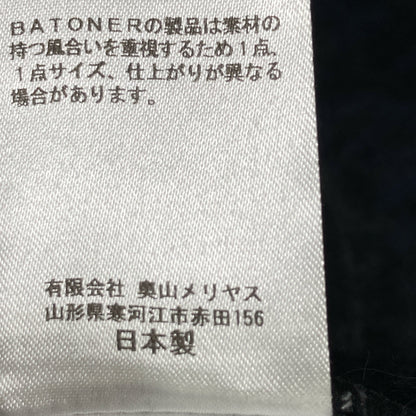 BATONERの製品は素材の
持つ風合いを重視するため1点、
1点サイズ、仕上がりが異なる
場合があります。
有限会社 奥山メリヤス
山形県寒河江市赤田156
日本製